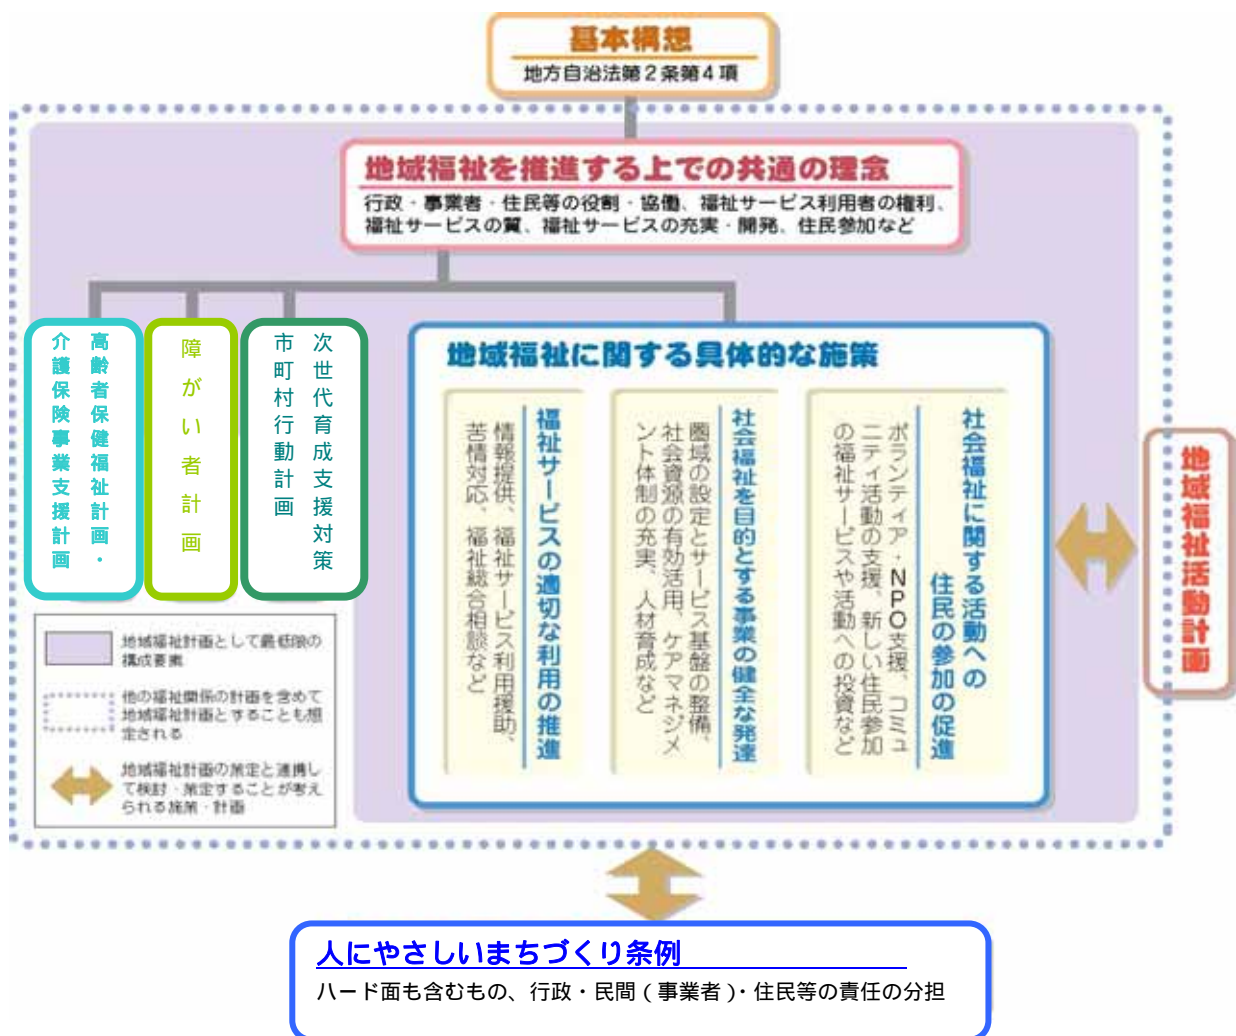 基本構想
地方自治法第2条第4項
地域福祉を推進する上での共通の理念
行政・事業者・住民等の役割・協働、福祉サービス利用者の権利、
福祉サービスの質、福祉サービスの充実・開発、住民参加など
高齢者保健福祉計画・
介護保険事業支援計画
障がい者計画
次世代育成支援対策
市町村行動計画
地域福祉に関する具体的な施策
社会福祉に関する活動への
住民の参加の促進
ボランティア・NPO支援、コミュ
ニティ活動の支援、新しい住民参加
の福祉サービスや活動への投資など
社会福祉を目的とする事業の健全な発達
圏域の設定とサービス基盤の整備、
社会資源の有効活用、ケアマネジメ
ント体制の充実、人材育成など
福祉サービスの適切な利用の推進
情報提供、福祉サービス利用援助、
苦情対応、福祉総合相談など
地域福祉活動計画
地域福祉計画として最低限の
構成要素
他の福祉関係の計画を含めて
地域福祉計画とすることも想
定される
地域福祉計画の策定と連携し
て検討・策定することが考え
られる施策・計画
人にやさしいまちづくり条例
ハード面も含むもの、行政・民間(事業者)・住民等の責任の分担